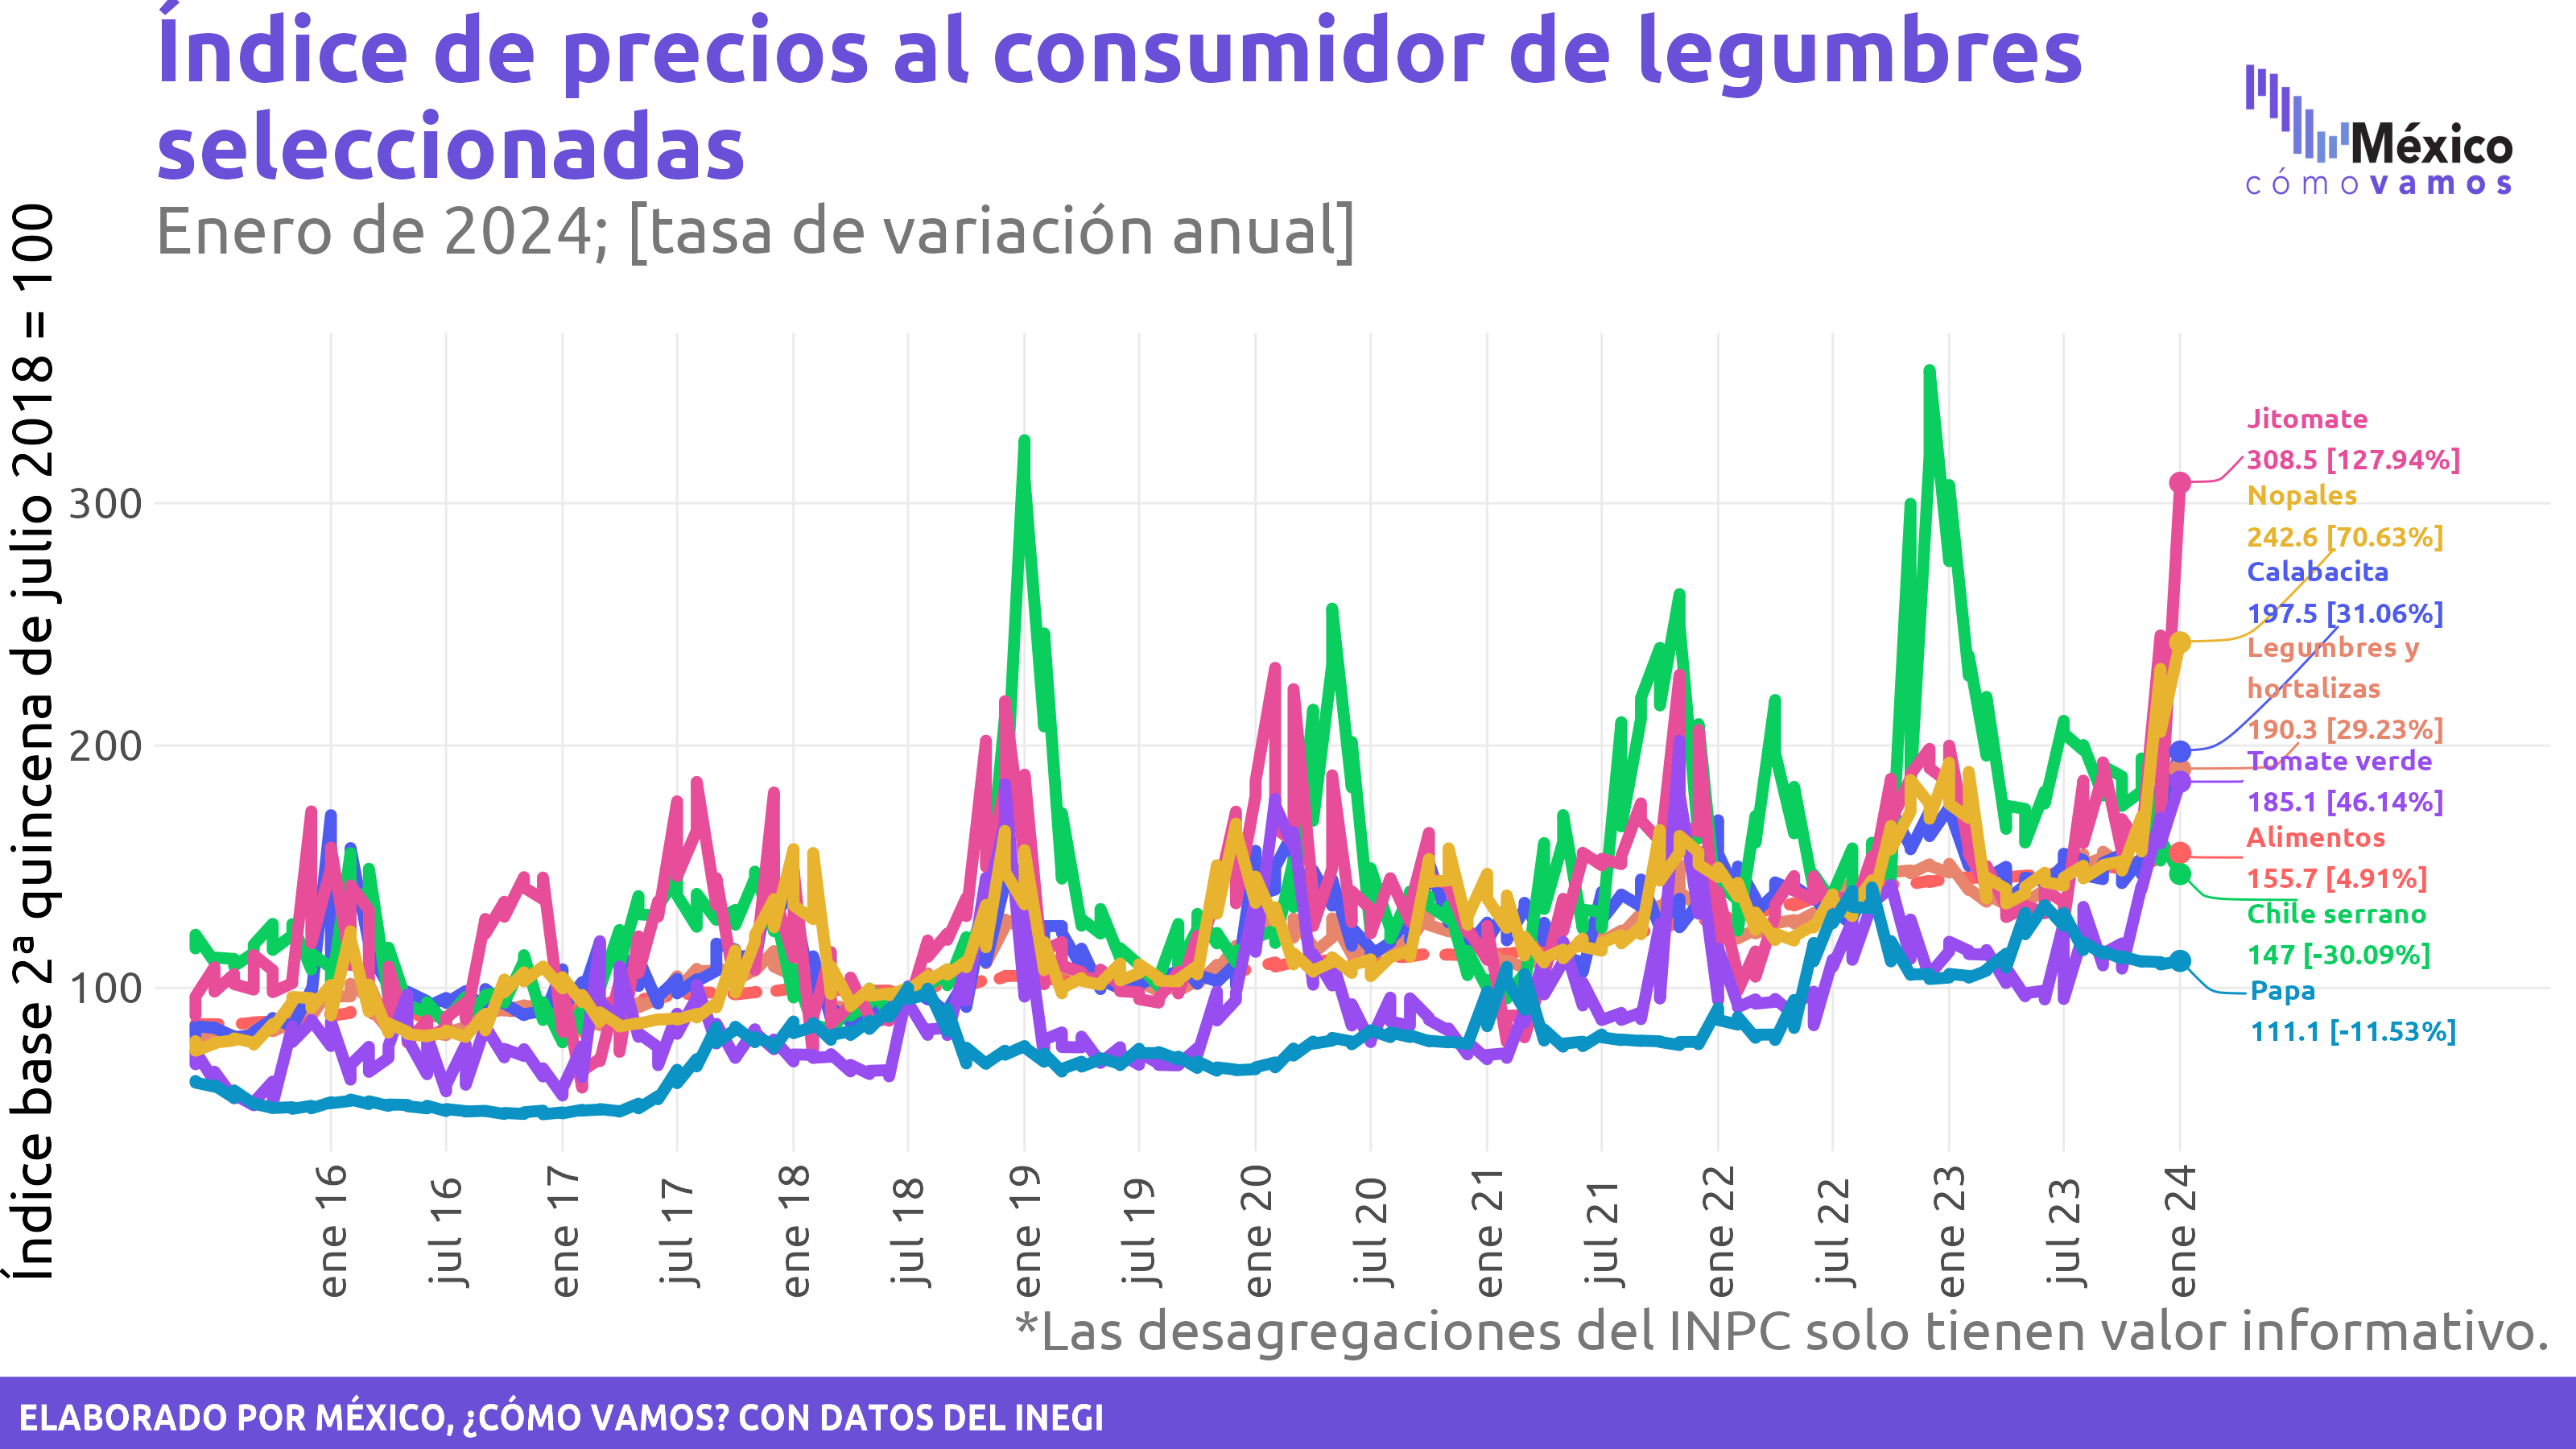 Índice de precios al consumidor de legumbres
seleccionadas
Enero de 2024; [tasa de variación anual]
México
cómo vamos
Índice base 2ª quincena de julio 2018 = 100
300
200
100
Jitomate
308.5 [127.94%]
Nopales
242.6 [70.63%]
Calabacita
197.5 [31.06%]
Legumbres y
hortalizas
190.3 [29.23%]
Tomate verde
185.1 [46.14%]
Alimentos
155.7 [4.91%]
Chile serrano
147 [-30.09%]
Papa
111.1 [-11.53%]
ene 16
jul 16
ene 17
jul 17
ene 18
jul 18
ene 19
jul 19
ene 20
jul 20
ene 21
jul 21
ene 22
jul 22
ene 23
jul 23
ene 24
*Las desagregaciones del INPC solo tienen valor informativo.
ELABORADO POR MÉXICO, ¿CÓMO VAMOS? CON DATOS DEL INEGI